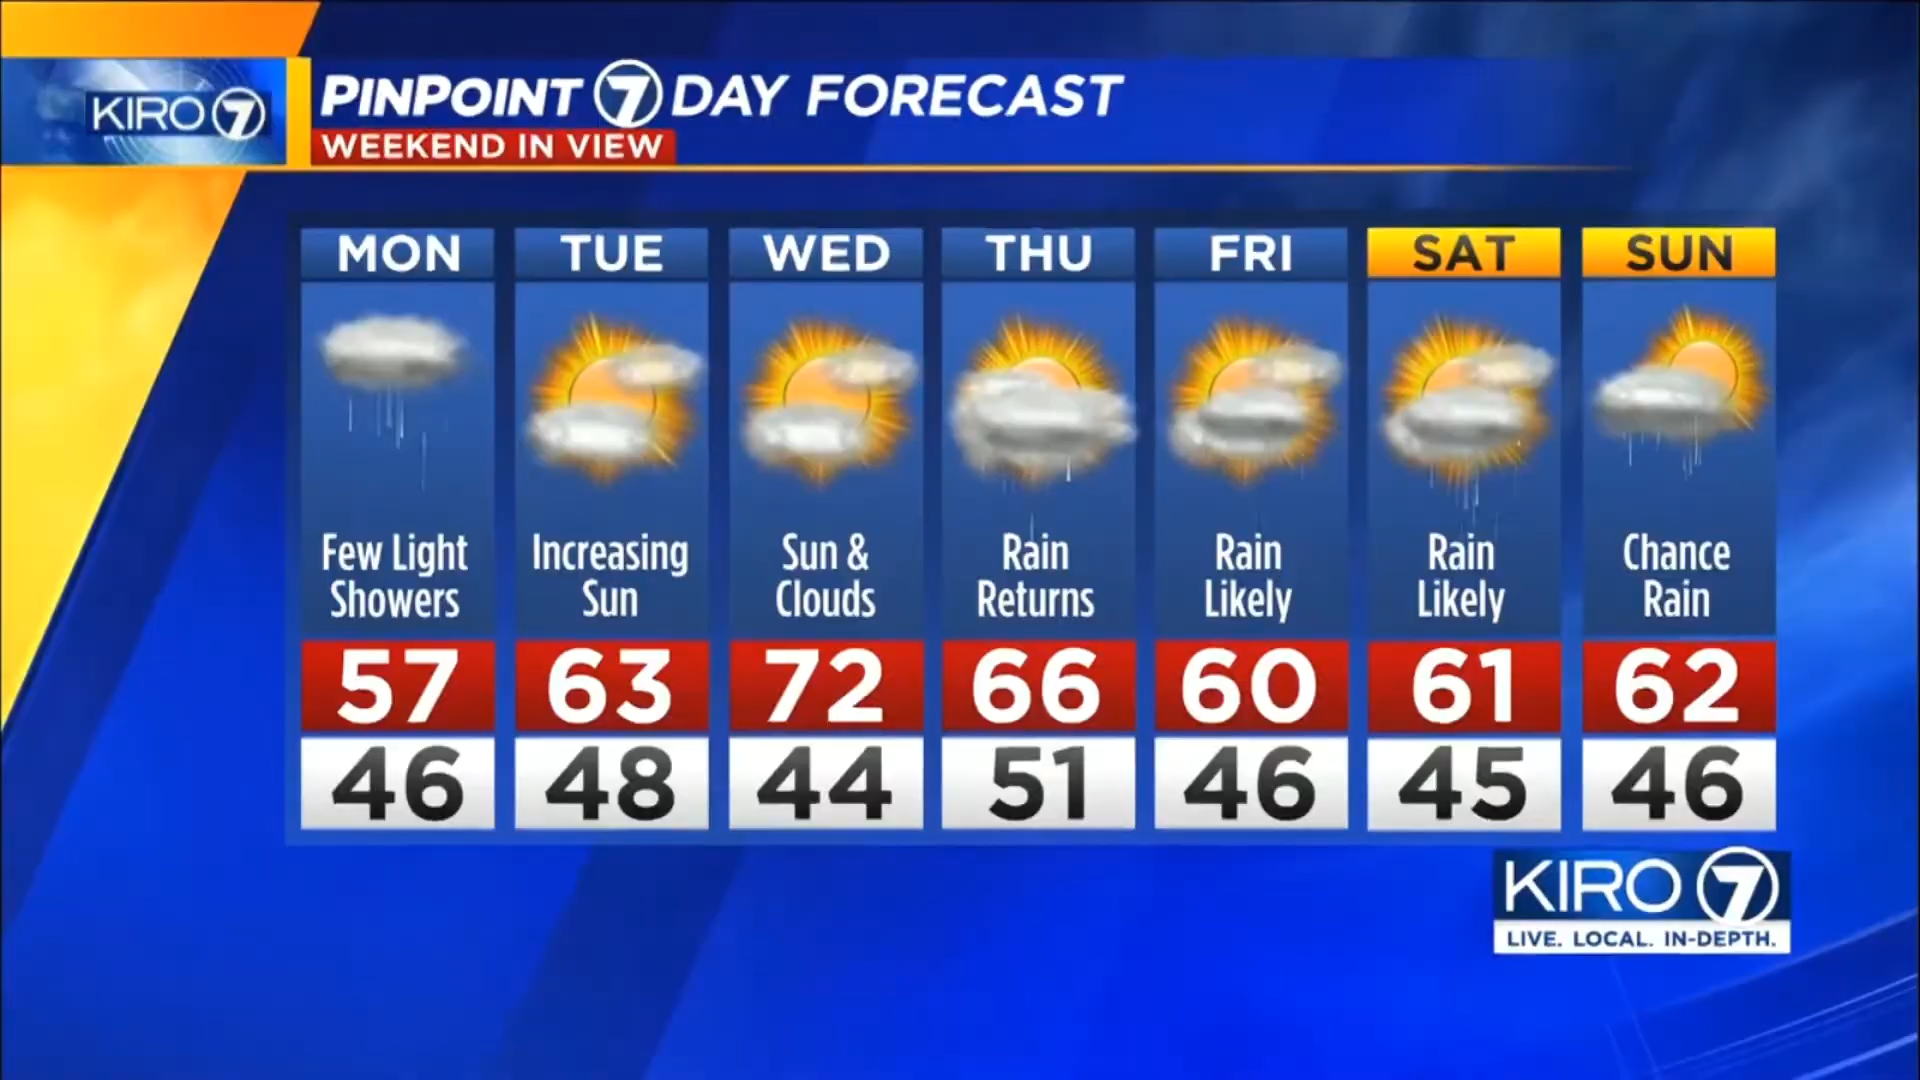 KIRO 7
PINPOINT 7 DAY FORECAST
WEEKEND IN VIEW
MON TUE WED THU FRI SAT SUN
Few Light Showers
Increasing Sun
Sun & Clouds
Rain Returns
Rain Likely
Rain Likely
Chance Rain
57 63 72 66 60 61 62
46 48 44 51 46 45 46
KIRO 7
LIVE. LOCAL. IN-DEPTH.